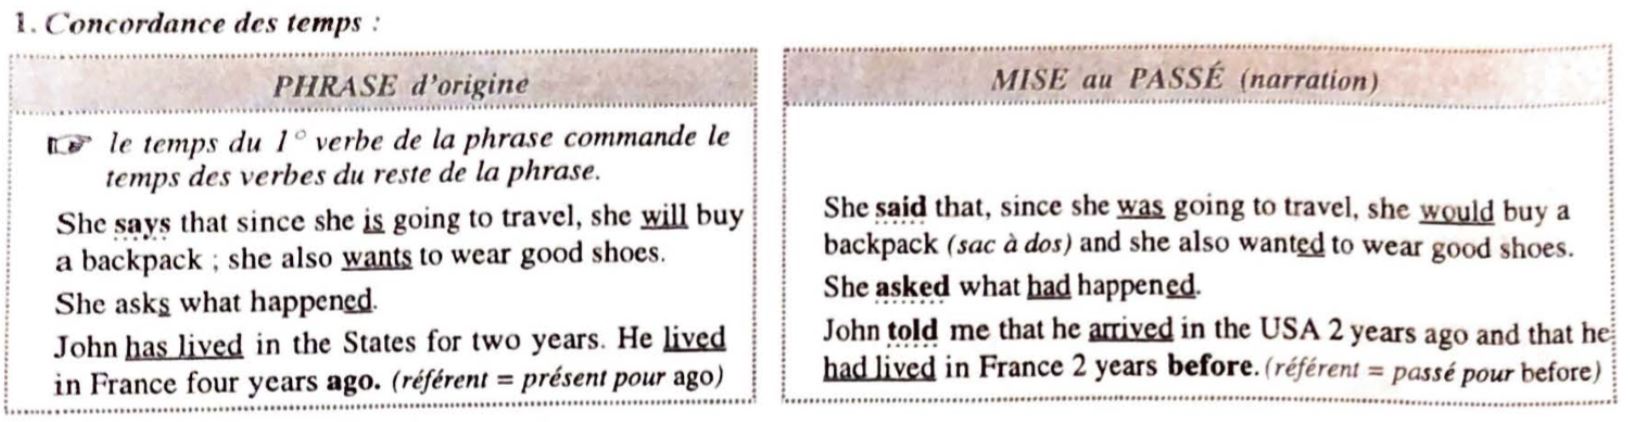 1. Concordance des temps :
PHRASE d'origine
☞ le temps du 1° verbe de la phrase commande le
temps des verbes du reste de la phrase.
She says that since she is going to travel, she will buy
a backpack ; she also wants to wear good shoes.
She asks what happened.
John has lived in the States for two years. He lived
in France four years ago. (référent = présent pour ago)
MISE au PASSÉ (narration)
She said that, since she was going to travel, she would buy a
backpack (sac à dos) and she also wanted to wear good shoes.
She asked what had happened.
John told me that he arrived in the USA 2 years ago and that he
had lived in France 2 years before. (référent = passé pour before)